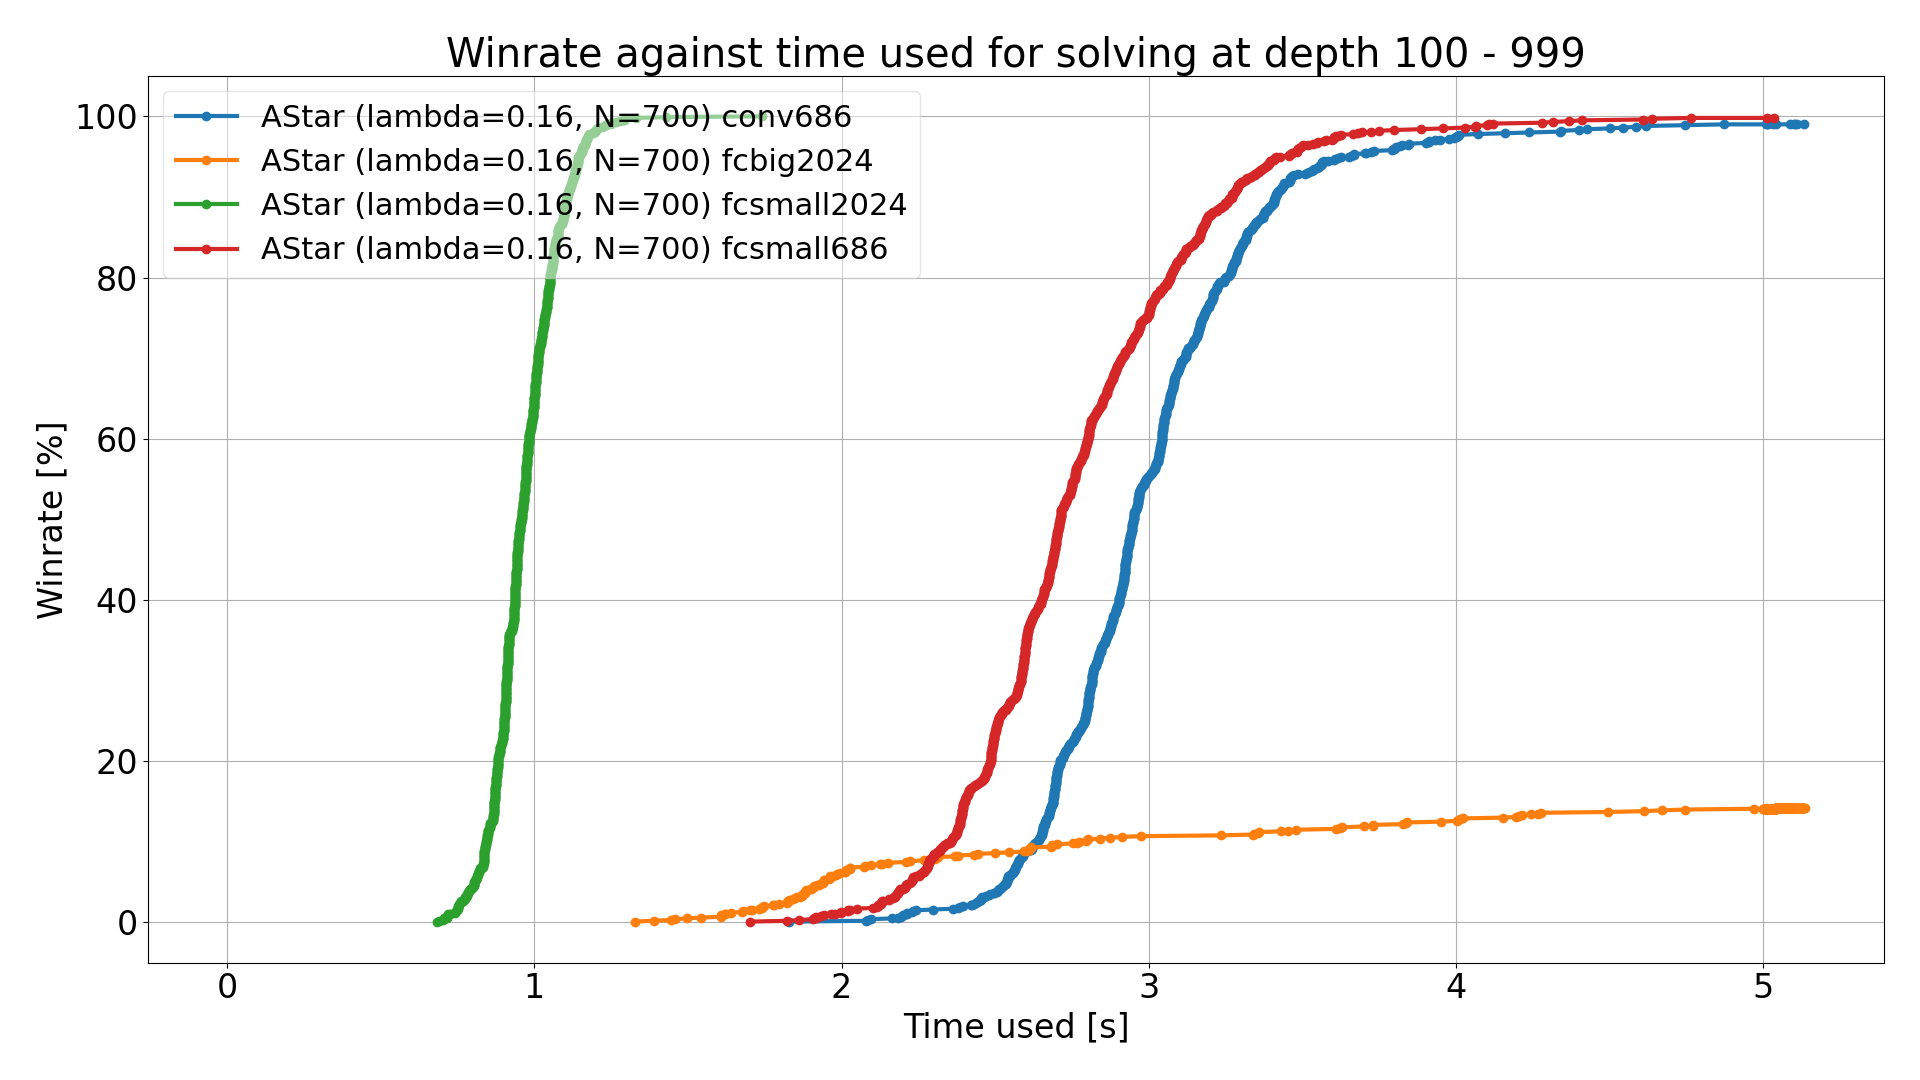 Winrate against time used for solving at depth 100 - 999
AStar (lambda=0.16, N=700) conv686
AStar (lambda=0.16, N=700) fcbig2024
AStar (lambda=0.16, N=700) fcsmall2024
AStar (lambda=0.16, N=700) fcsmall686
100
80
60
40
20
0
Winrate [%]
0 1 2 3 4 5
Time used [s]